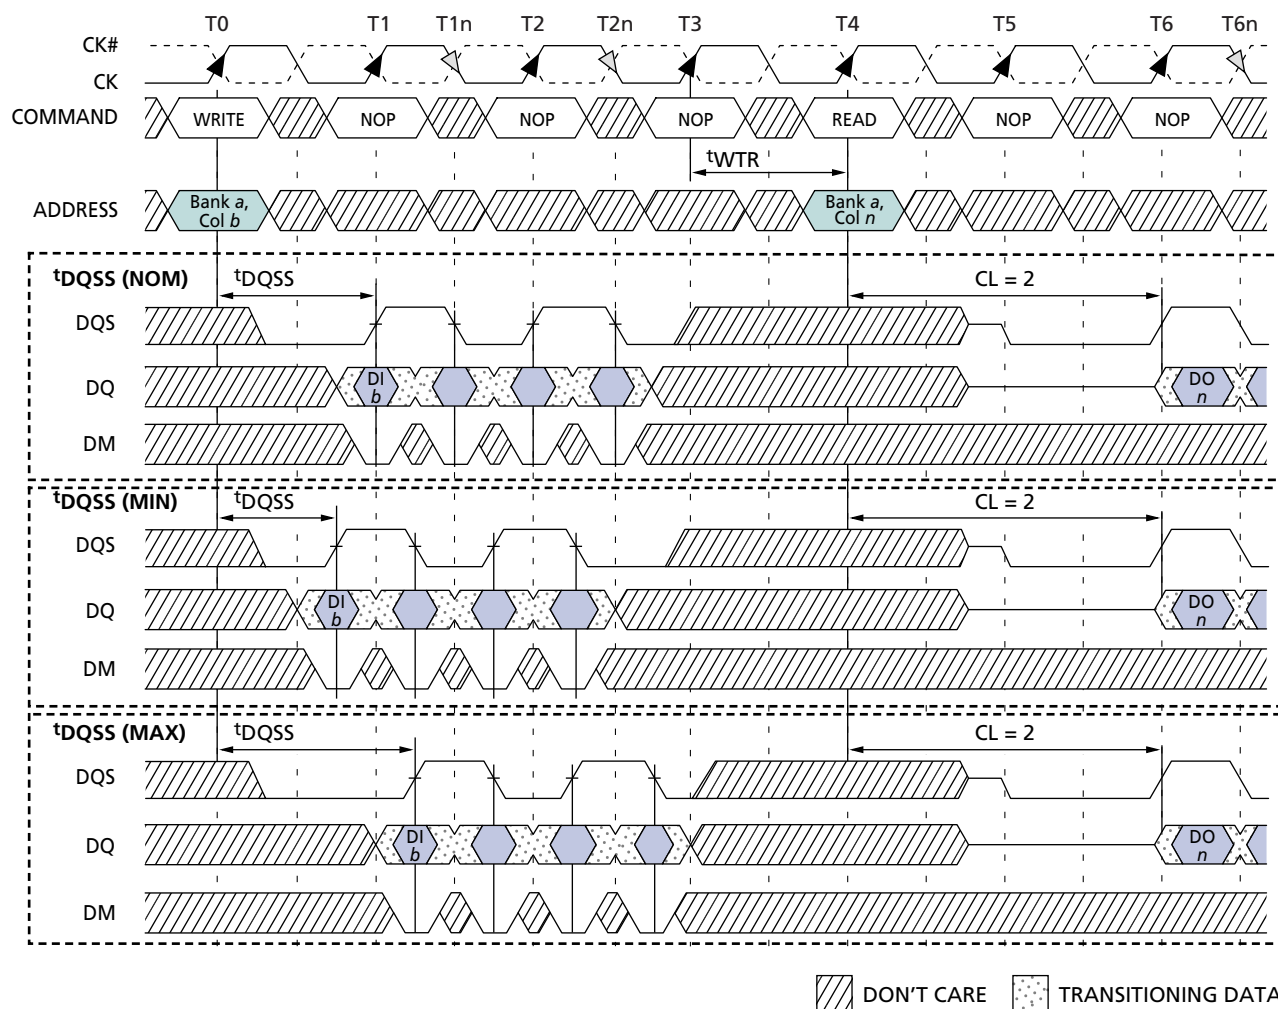 T0 T1 T1n T2 T2n T3 T4 T5 T6 T6n
CK#
CK
COMMAND WRITE NOP NOP NOP READ NOP NOP
tWTR
ADDRESS Bank a, Col b Bank a, Col n
tDQSS (NOM) tDQSS CL = 2
DQS
DQ DI b DO n
DM
tDQSS (MIN) tDQSS CL = 2
DQS
DQ DI b DO n
DM
tDQSS (MAX) tDQSS CL = 2
DQS
DQ DI b DO n
DM
DON'T CARE TRANSITIONING DATA